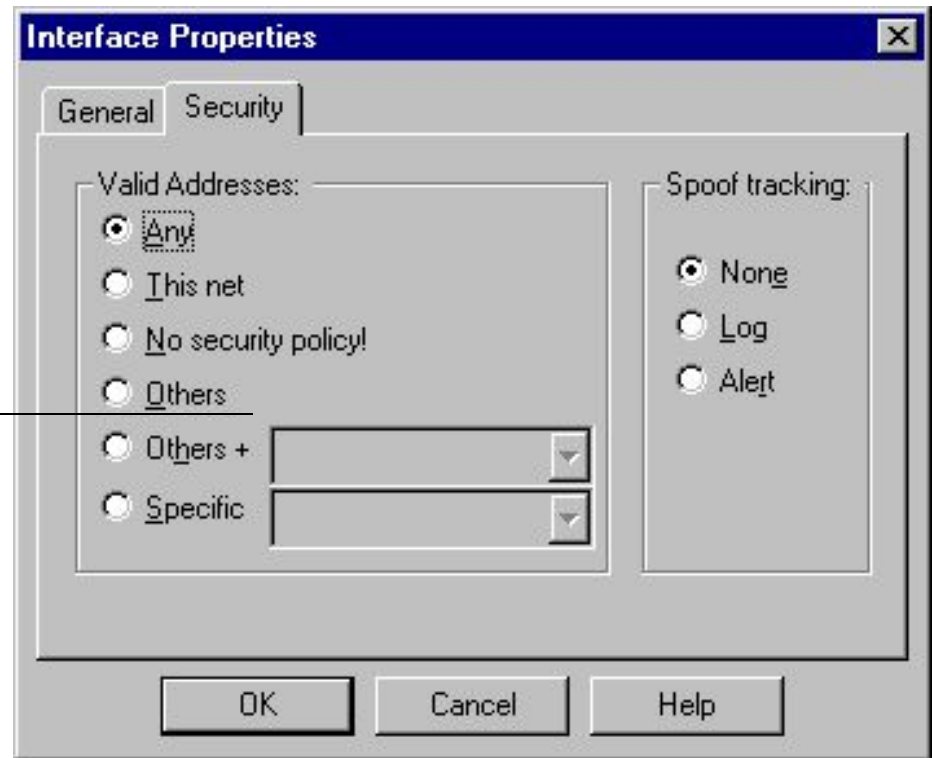 Interface Properties
General
Security
Valid Addresses:
Any
This net
No security policy!
Others
Others +
Specific
Spoof tracking:
None
Log
Alert
OK
Cancel
Help